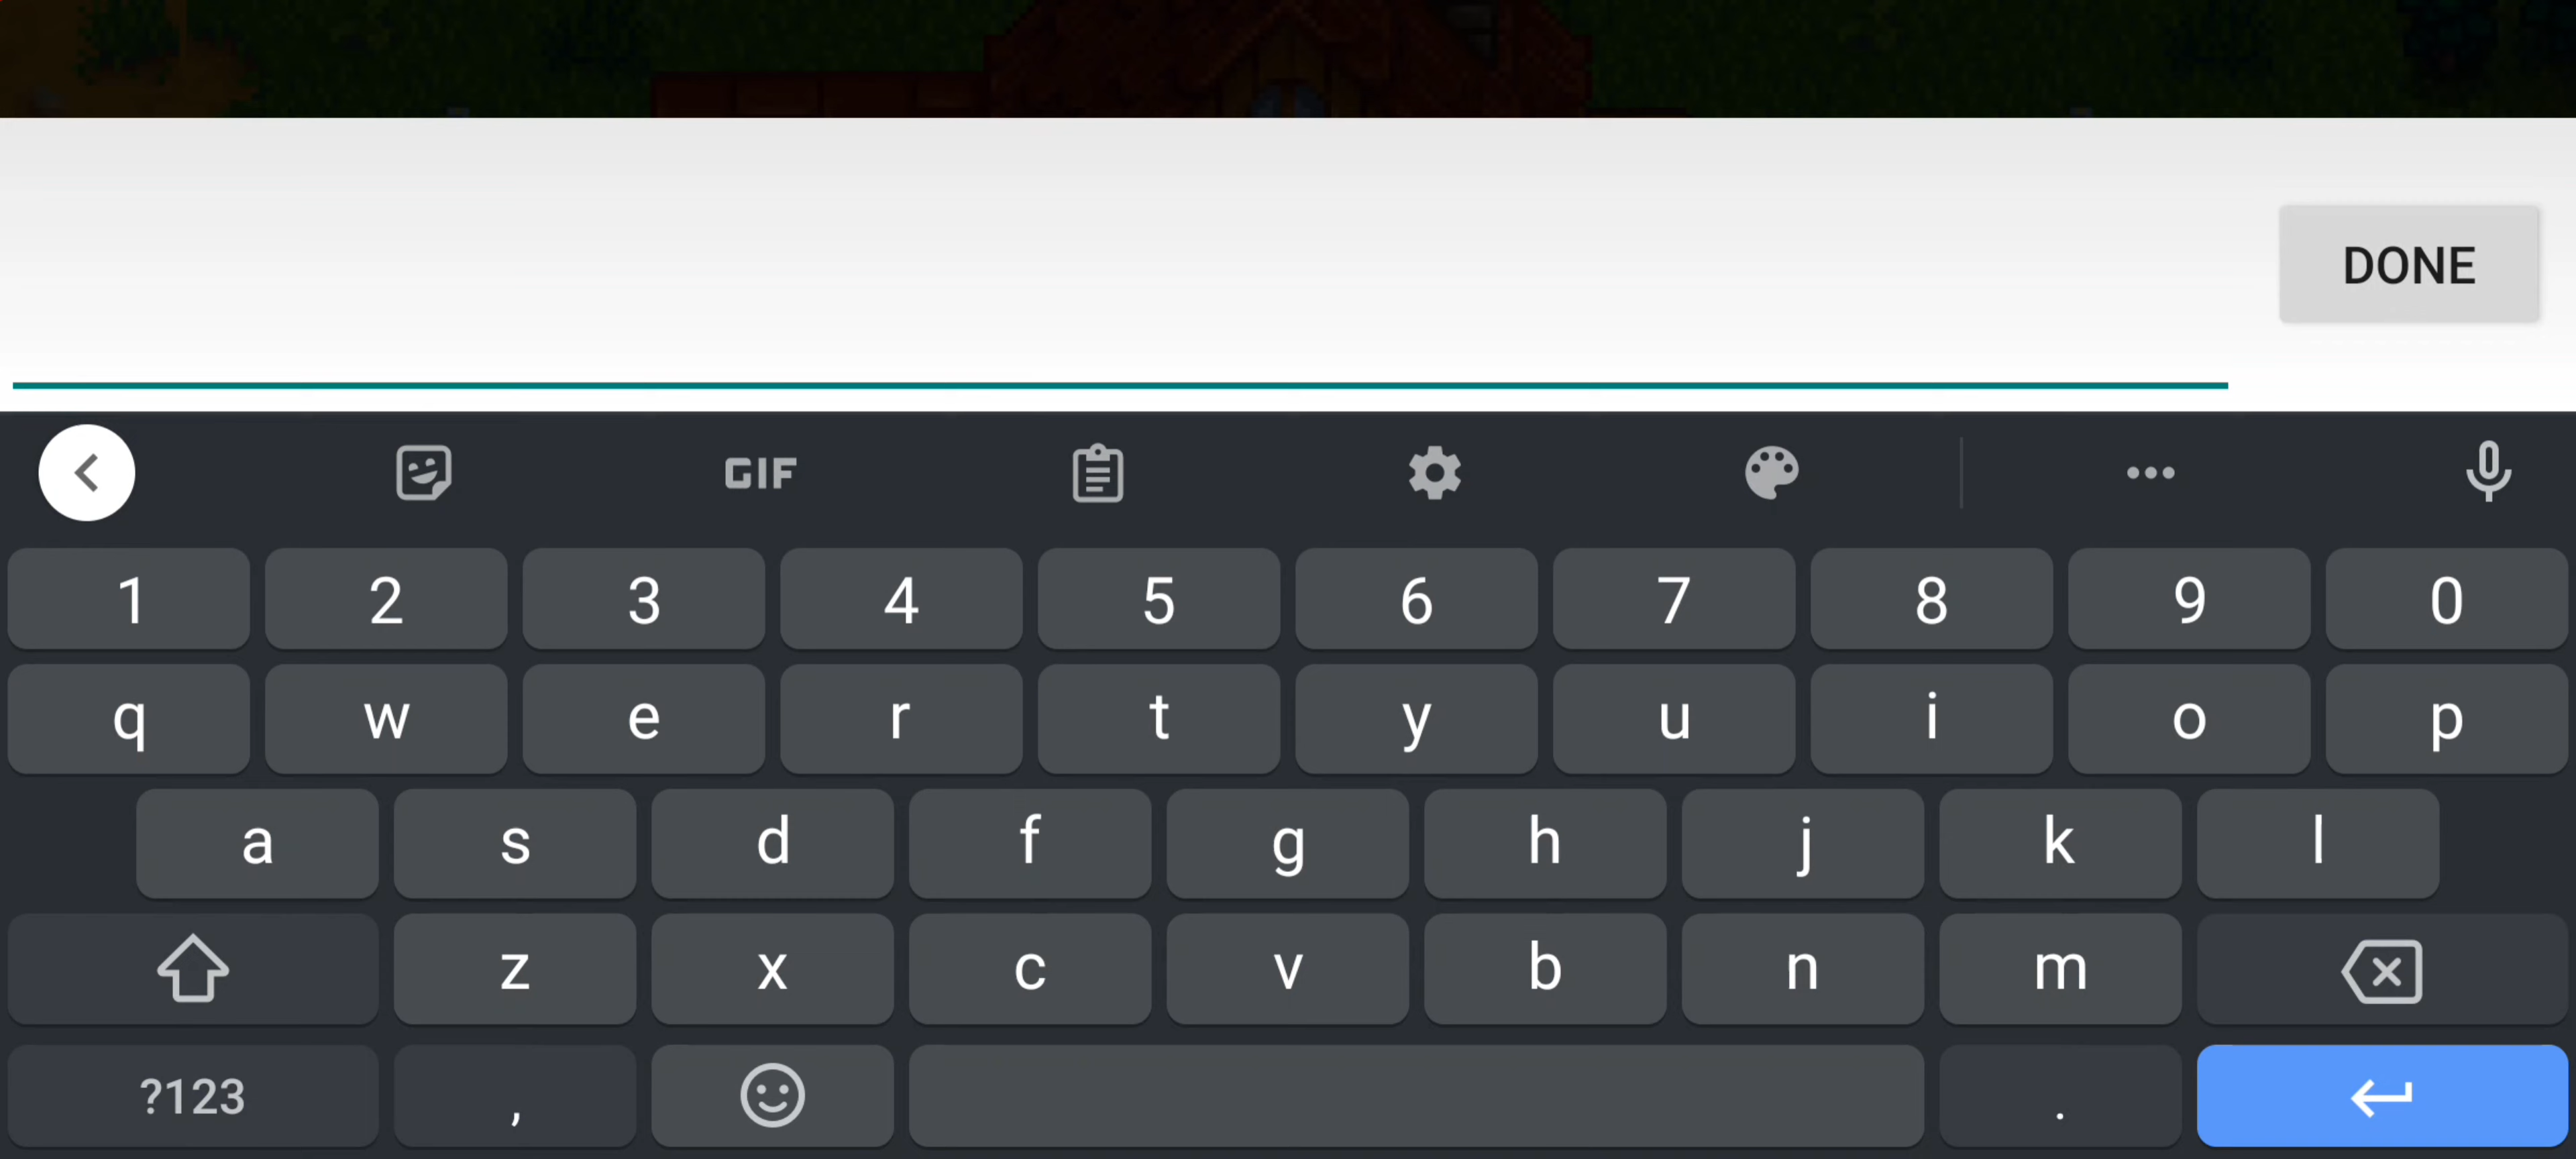 DONE
GIF
1 2 3 4 5 6 7 8 9 0
q w e r t y u i o p
a s d f g h j k l
z x c v b n m
?123 , .